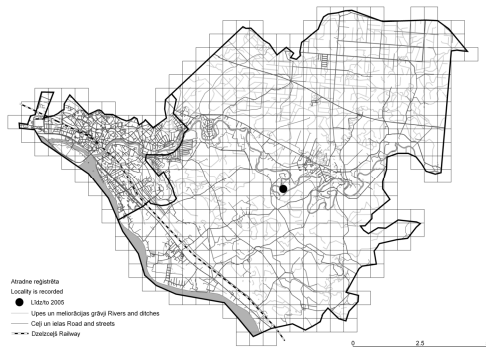 Atradne reģistrēta
Locality is recorded
Līdz/to 2005
Upes un meliorācijas grāvji Rivers and ditches
Ceļi un ielas Road and streets
Dzelzceļš Railway
0 2.5